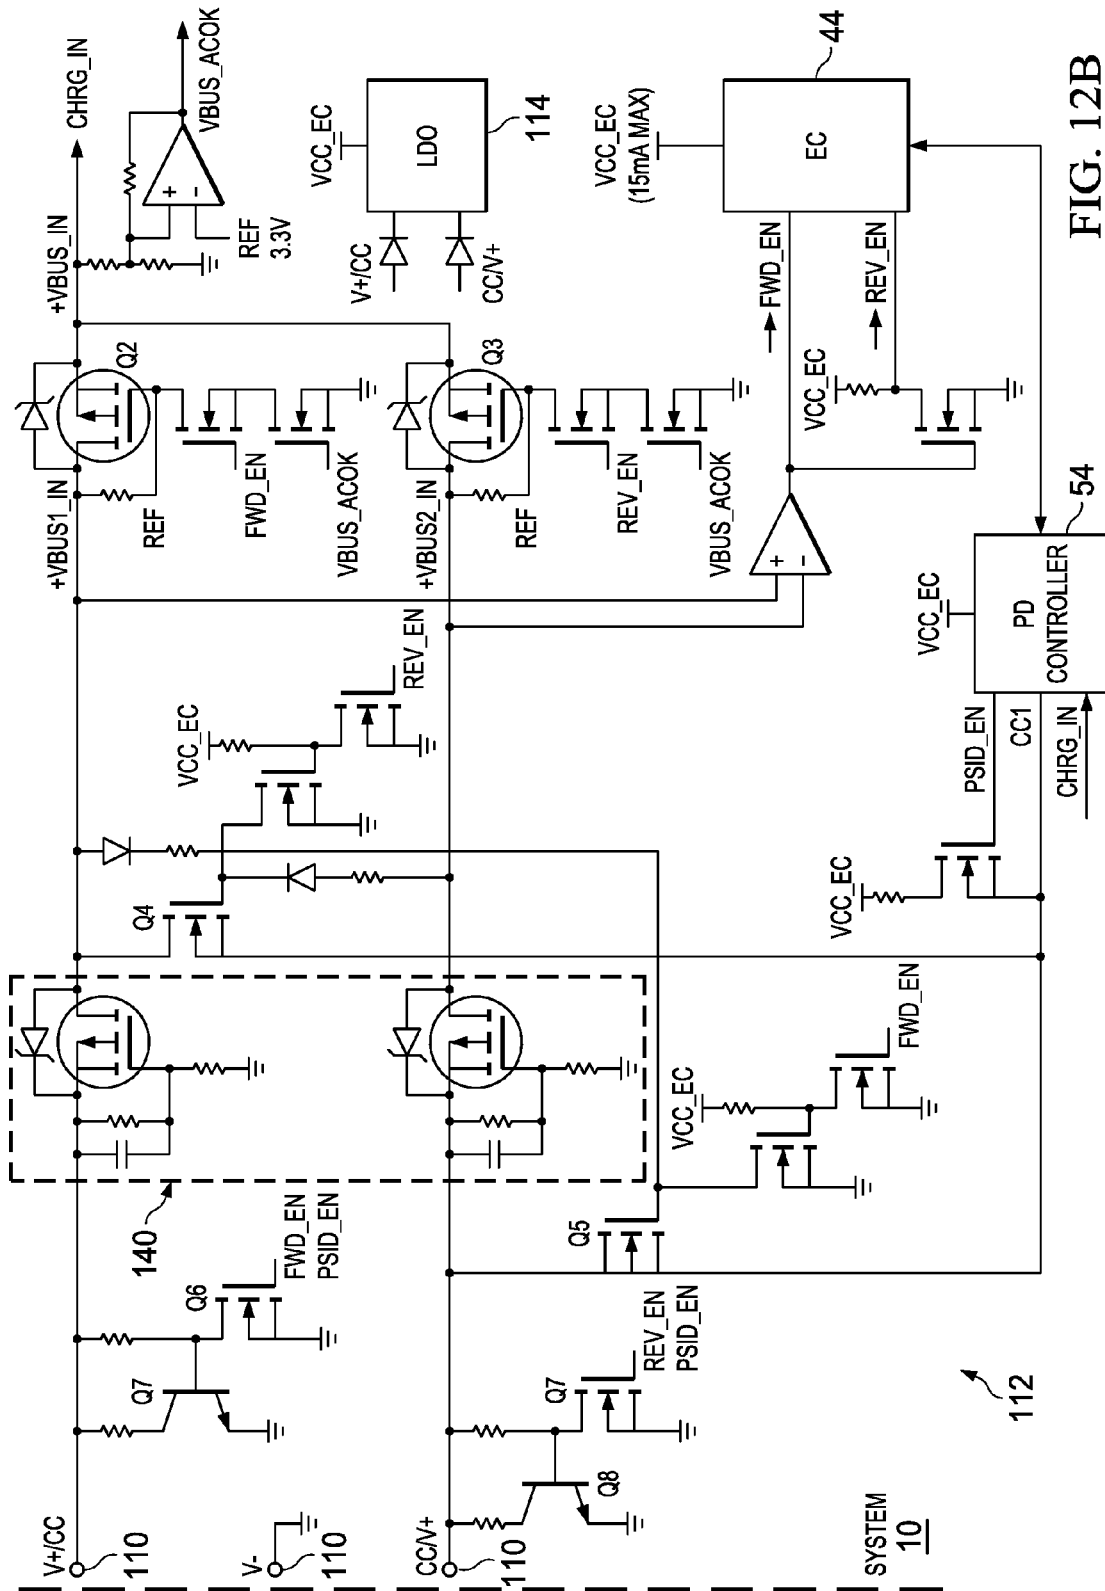 V+/CC
110
V-
110
CC/V+
110
SYSTEM
10
112
Q7
Q6
FWD_EN
PSID_EN
140
Q8
Q7
REV_EN
PSID_EN
Q5
VCC_EC
FWD_EN
Q4
VCC_EC
REV_EN
VCC_EC
PSID_EN
CC1
CHRG_IN
VCC_EC
PD
CONTROLLER
54
+VBUS1_IN
REF
Q2
FWD_EN
VBUS_ACOK
+VBUS2_IN
REF
Q3
REV_EN
VBUS_ACOK
+
-
VCC_EC
FWD_EN
REV_EN
+VBUS_IN
CHRG_IN
+
-
REF
3.3V
VBUS_ACOK
V+/CC
CC/V+
VCC_EC
LDO
114
VCC_EC
(15mA MAX)
EC
44
FIG. 12B